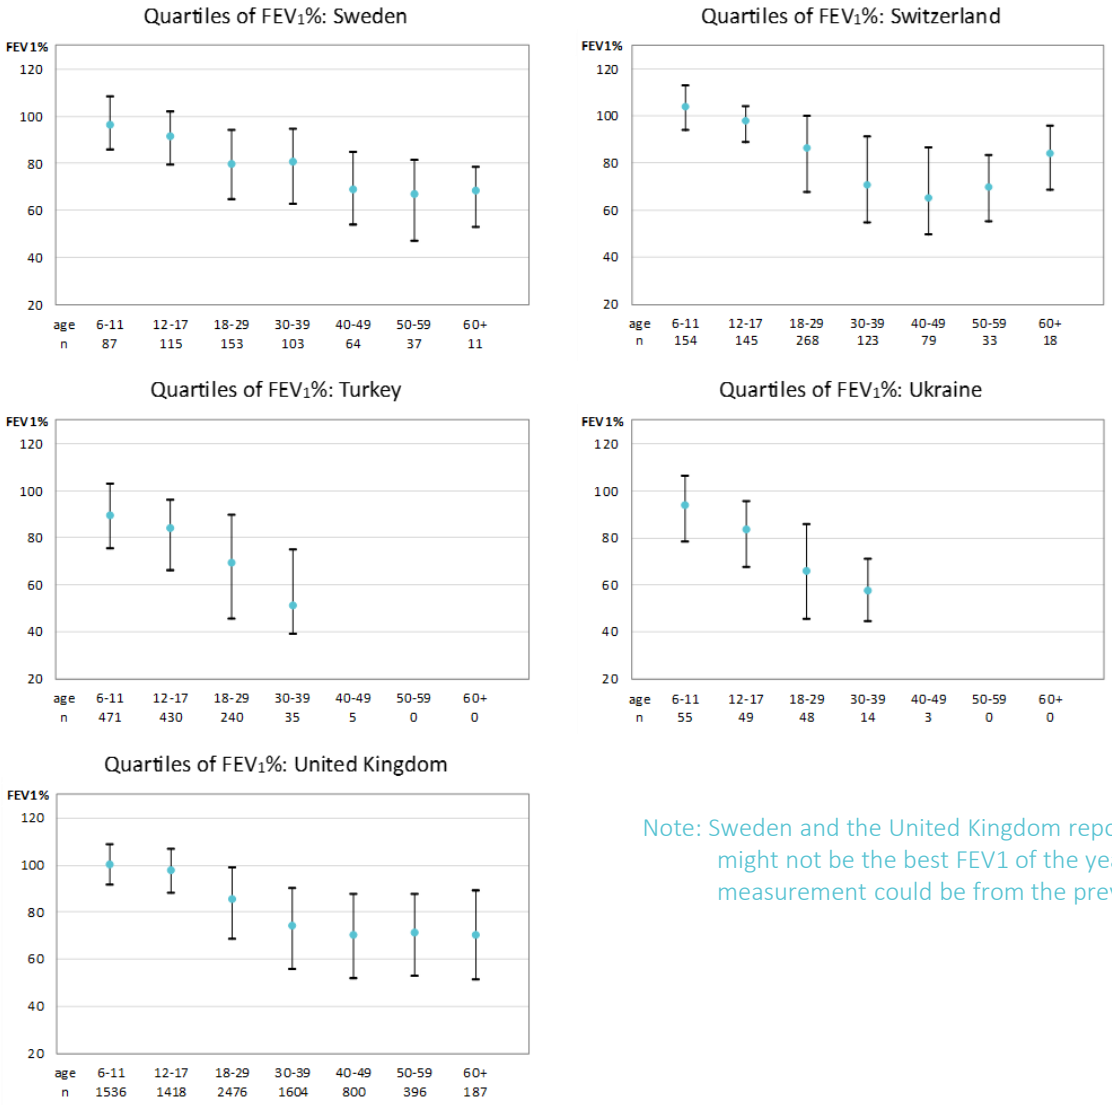 Quartiles of FEV₁%: Sweden
FEV1%
120
100
80
60
40
20
age 6-11 12-17 18-29 30-39 40-49 50-59 60+
n 87 115 153 103 64 37 11
Quartiles of FEV₁%: Switzerland
FEV1%
120
100
80
60
40
20
age 6-11 12-17 18-29 30-39 40-49 50-59 60+
n 154 145 268 123 79 33 18
Quartiles of FEV₁%: Turkey
FEV1%
120
100
80
60
40
20
age 6-11 12-17 18-29 30-39 40-49 50-59 60+
n 471 430 240 35 5 0 0
Quartiles of FEV₁%: Ukraine
FEV1%
120
100
80
60
40
20
age 6-11 12-17 18-29 30-39 40-49 50-59 60+
n 55 49 48 14 3 0 0
Quartiles of FEV₁%: United Kingdom
FEV1%
120
100
80
60
40
20
age 6-11 12-17 18-29 30-39 40-49 50-59 60+
n 1536 1418 2476 1604 800 396 187
Note: Sweden and the United Kingdom
might not be the best FEV1 of the
measurement could be from the